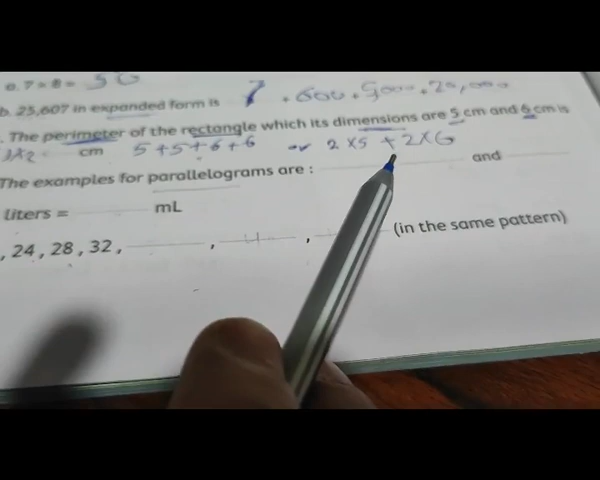 e. 7 × 8 = 56
b. 25,607 in expanded form is 7 + 600 + 5000 + 20,000
. The perimeter of the rectangle which its dimensions are 5 cm and 6 cm is
cm 5+5+6+6 or 2×5 + 2×6
The examples for parallelograms are : and
liters = mL
, 24 , 28 , 32 , , , (in the same pattern)